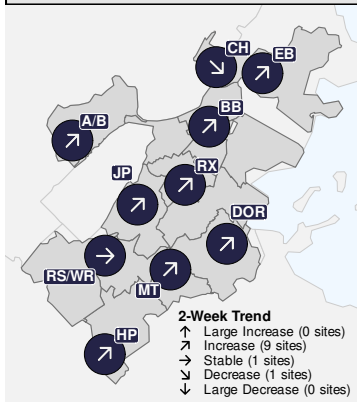 CH
EB
BB
A/B
RX
JP
DOR
RS/WR
MT
HP
2-Week Trend
↑ Large Increase (0 sites)
↗ Increase (9 sites)
→ Stable (1 sites)
↘ Decrease (1 sites)
↓ Large Decrease (0 sites)